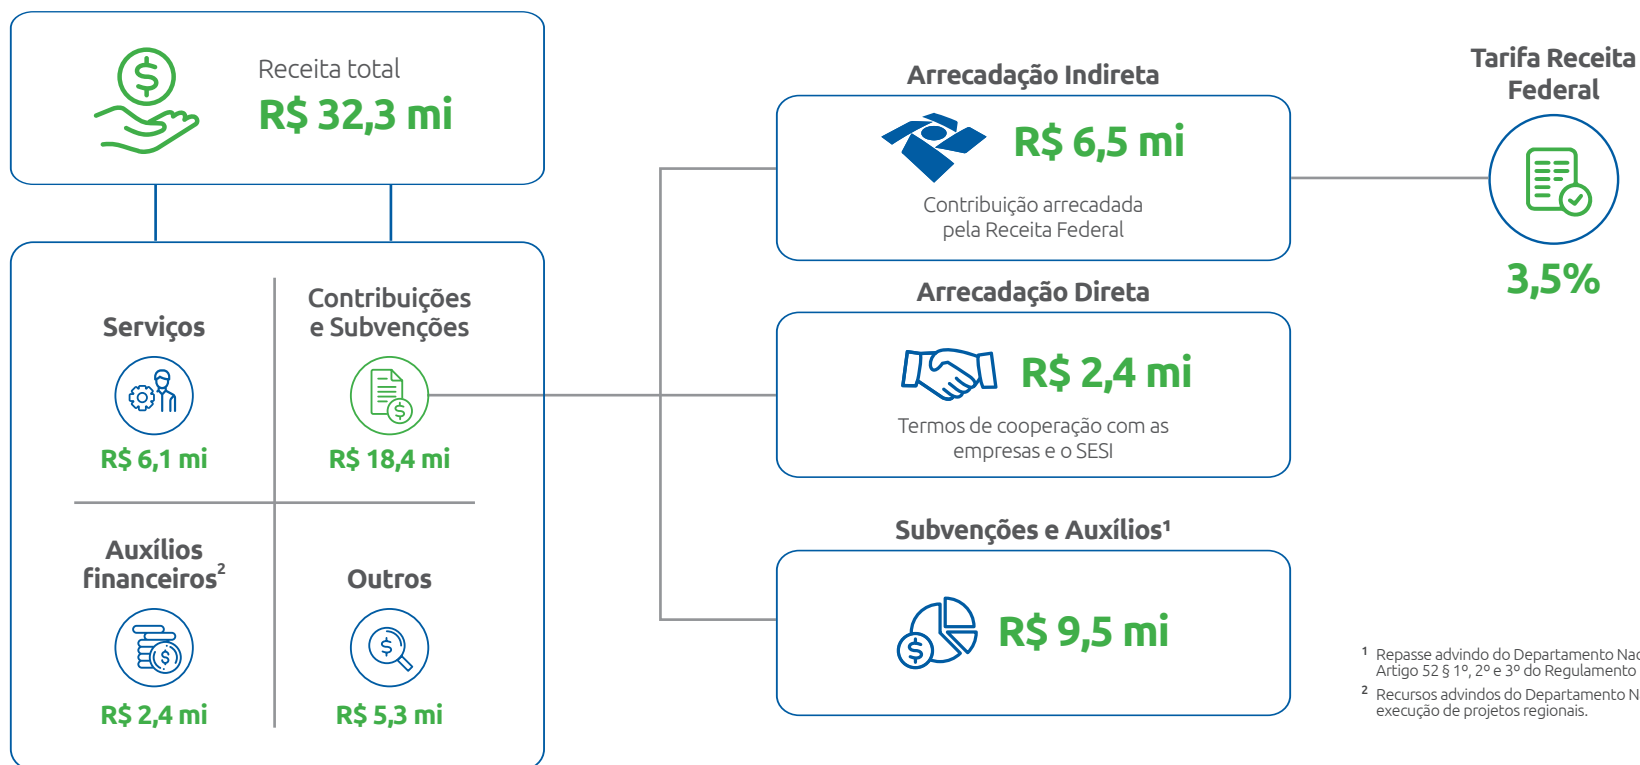 Receita total
R$ 32,3 mi
Serviços
R$ 6,1 mi
Contribuições
e Subvenções
R$ 18,4 mi
Auxílios
financeiros²
R$ 2,4 mi
Outros
R$ 5,3 mi
Arrecadação Indireta
R$ 6,5 mi
Contribuição arrecadada
pela Receita Federal
Arrecadação Direta
R$ 2,4 mi
Termos de cooperação com as
empresas e o SESI
Subvenções e Auxílios¹
R$ 9,5 mi
Tarifa Receita
Federal
3,5%
¹ Repasse advindo do Departamento
Artigo 52 § 1º, 2º e 3º do Regulamento
² Recursos advindos do Departamento
execução de projetos regionais.